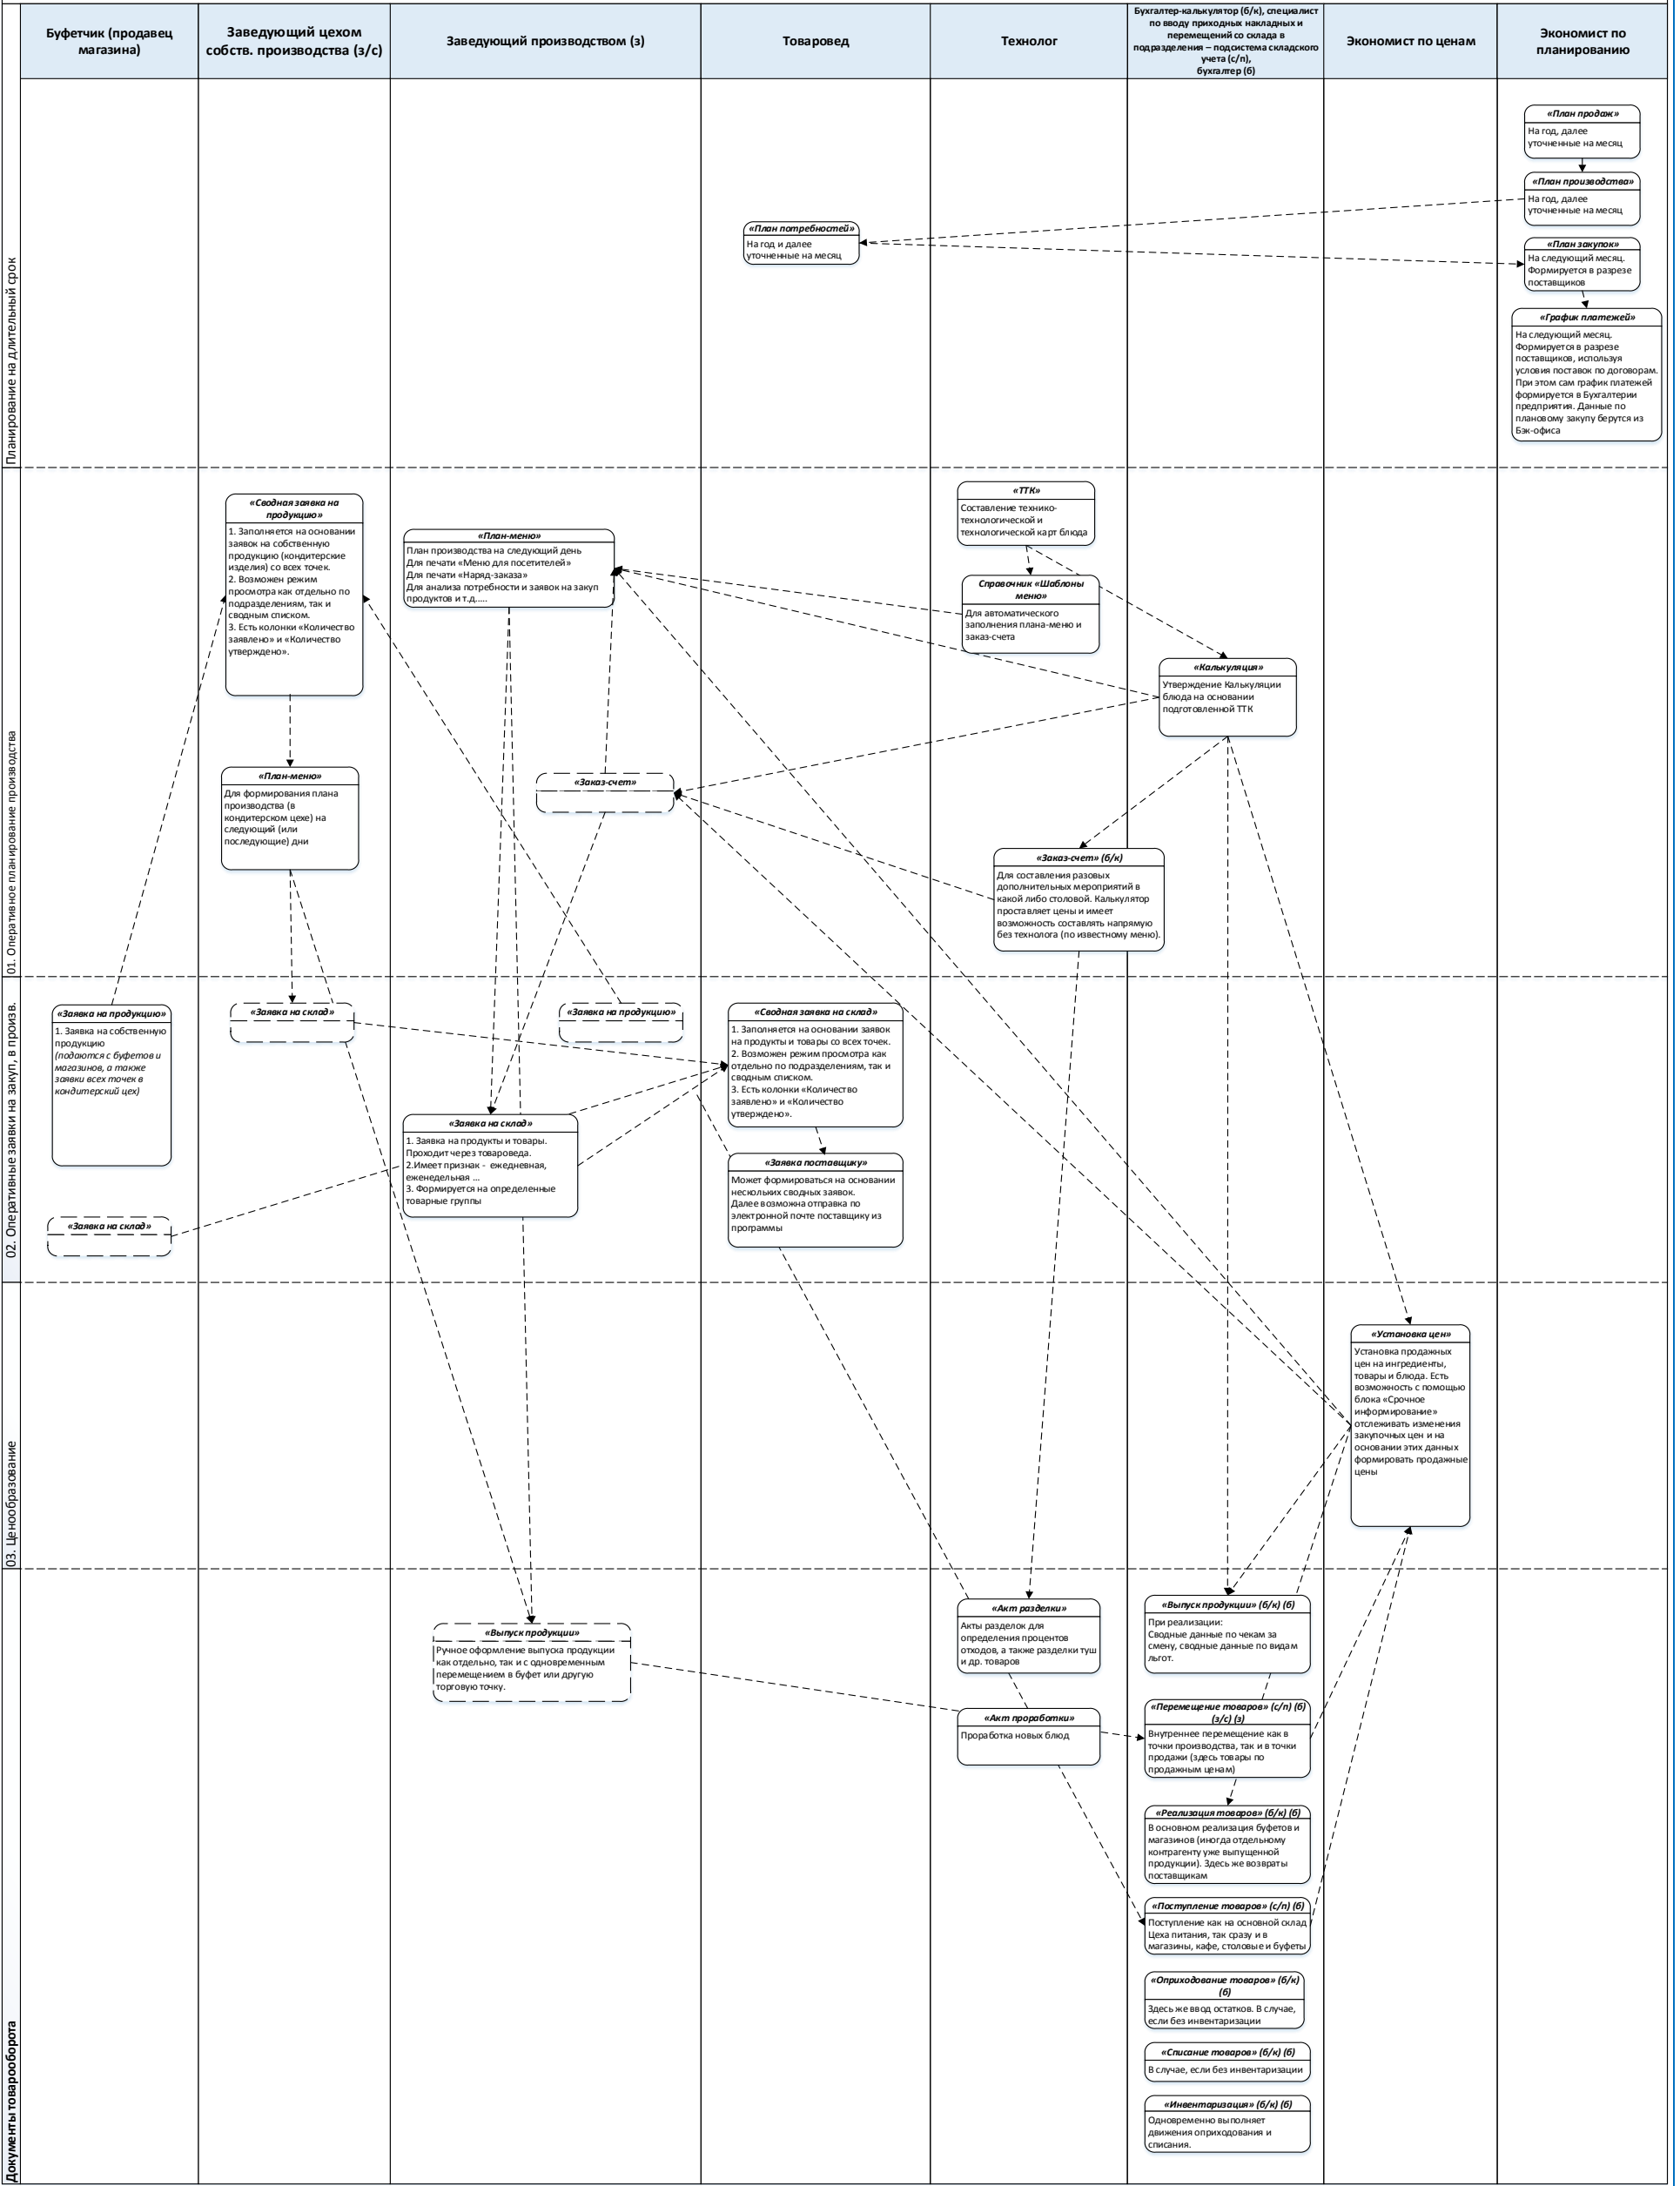 Буфетчик (продавец
магазина)
Заведующий цехом
собств. производства (з/с)
Заведующий производством (з)
Товаровед
Технолог
Бухгалтер-калькулятор (б/к), специалист
по вводу приходных накладных и
перемещений со склада в
подразделения – подсистема складского
учета (с/п),
бухгалтер (б)
Экономист по ценам
Экономист по
планированию
Планирование на длительный срок
«План продаж»
На год, далее
уточненные на месяц
«План производства»
На год, далее
уточненные на месяц
«План потребностей»
На год и далее
уточненные на месяц
«План закупок»
На следующий месяц.
Формируется в разрезе
поставщиков
«График платежей»
На следующий месяц.
Формируется в разрезе
поставщиков, используя
условия поставок по договорам.
При этом сам график платежей
формируется в Бухгалтерии
предприятия. Данные по
плановому закупу берутся из
Бэк-офиса
01. Оперативное планирование производства
«Сводная заявка на
продукцию»
1. Заполняется на основании
заявок на собственную
продукцию (кондитерские
изделия) со всех точек.
2. Возможен режим
просмотра как отдельно по
подразделениям, так и
сводным списком.
3. Есть колонки «Количество
заявлено» и «Количество
утверждено».
«План-меню»
План производства на следующий день
Для печати «Меню для посетителей»
Для печати «Наряд-заказа»
Для анализа потребности и заявок на закуп
продуктов и т.д.....
«ТТК»
Составление технико-
технологической и
технологической карт блюда
Справочник «Шаблоны
меню»
Для автоматического
заполнения плана-меню и
заказ-счета
«Калькуляция»
Утверждение Калькуляции
блюда на основании
подготовленной ТТК
«План-меню»
Для формирования плана
производства (в
кондитерском цехе) на
следующий (или
последующие) дни
«Заказ-счет»
«Заказ-счет» (б/к)
Для составления разовых
дополнительных мероприятий в
какой либо столовой. Калькулятор
проставляет цены и имеет
возможность составлять напрямую
без технолога (по известному меню).
02. Оперативные заявки на закуп, в произв.
«Заявка на продукцию»
1. Заявка на собственную
продукцию
(подаются с буфетов и
магазинов, а также
заявки всех точек в
кондитерский цех)
«Заявка на склад»
«Заявка на продукцию»
«Сводная заявка на склад»
1. Заполняется на основании заявок
на продукты и товары со всех точек.
2. Возможен режим просмотра как
отдельно по подразделениям, так и
сводным списком.
3. Есть колонки «Количество
заявлено» и «Количество
утверждено».
«Заявка на склад»
1. Заявка на продукты и товары.
Проходит через товароведа.
2.Имеет признак - ежедневная,
еженедельная ...
3. Формируется на определенные
товарные группы
«Заявка поставщику»
Может формироваться на основании
нескольких сводных заявок.
Далее возможна отправка по
электронной почте поставщику из
программы
«Заявка на склад»
03. Ценообразование
«Установка цен»
Установка продажных
цен на ингредиенты,
товары и блюда. Есть
возможность с помощью
блока «Срочное
информирование»
отслеживать изменения
закупочных цен и на
основании этих данных
формировать продажные
цены
Документы товарооборота
«Выпуск продукции»
Ручное оформление выпуска продукции
как отдельно, так и с одновременным
перемещением в буфет или другую
торговую точку.
«Акт разделки»
Акты разделок для
определения процентов
отходов, а также разделки туш
и др. товаров
«Акт проработки»
Проработка новых блюд
«Выпуск продукции» (б/к) (б)
При реализации:
Сводные данные по чекам за
смену, сводные данные по видам
льгот.
«Перемещение товаров» (с/п) (б)
(з/с) (з)
Внутреннее перемещение как в
точки производства, так и в точки
продажи (здесь товары по
продажным ценам)
«Реализация товаров» (б/к) (б)
В основном реализация буфетов и
магазинов (иногда отдельному
контрагенту уже выпущенной
продукции). Здесь же возвраты
поставщикам
«Поступление товаров» (с/п) (б)
Поступление как на основной склад
Цеха питания, так сразу и в
магазины, кафе, столовые и буфеты
«Оприходование товаров» (б/к)
(б)
Здесь же ввод остатков. В случае,
если без инвентаризации
«Списание товаров» (б/к) (б)
В случае, если без инвентаризации
«Инвентаризация» (б/к) (б)
Одновременно выполняет
движения оприходования и
списания.